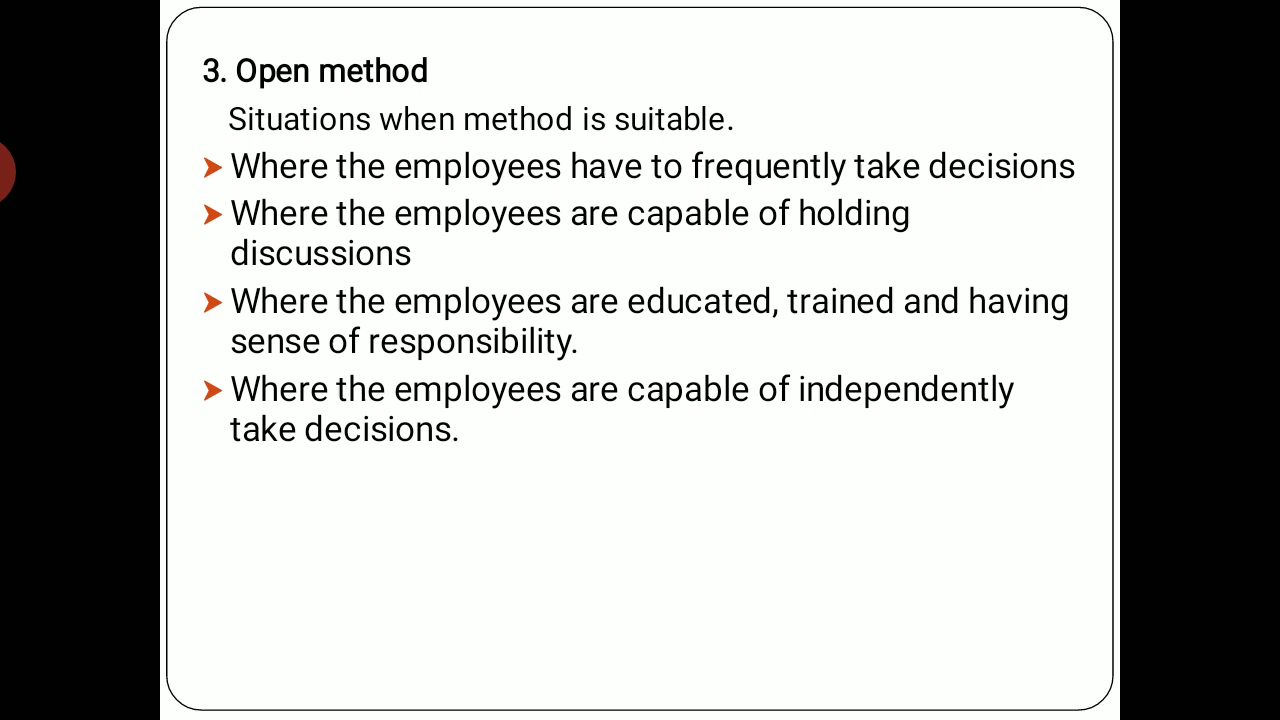 3. Open method
Situations when method is suitable.
Where the employees have to frequently take decisions
Where the employees are capable of holding
discussions
Where the employees are educated, trained and having
sense of responsibility.
Where the employees are capable of independently
take decisions.